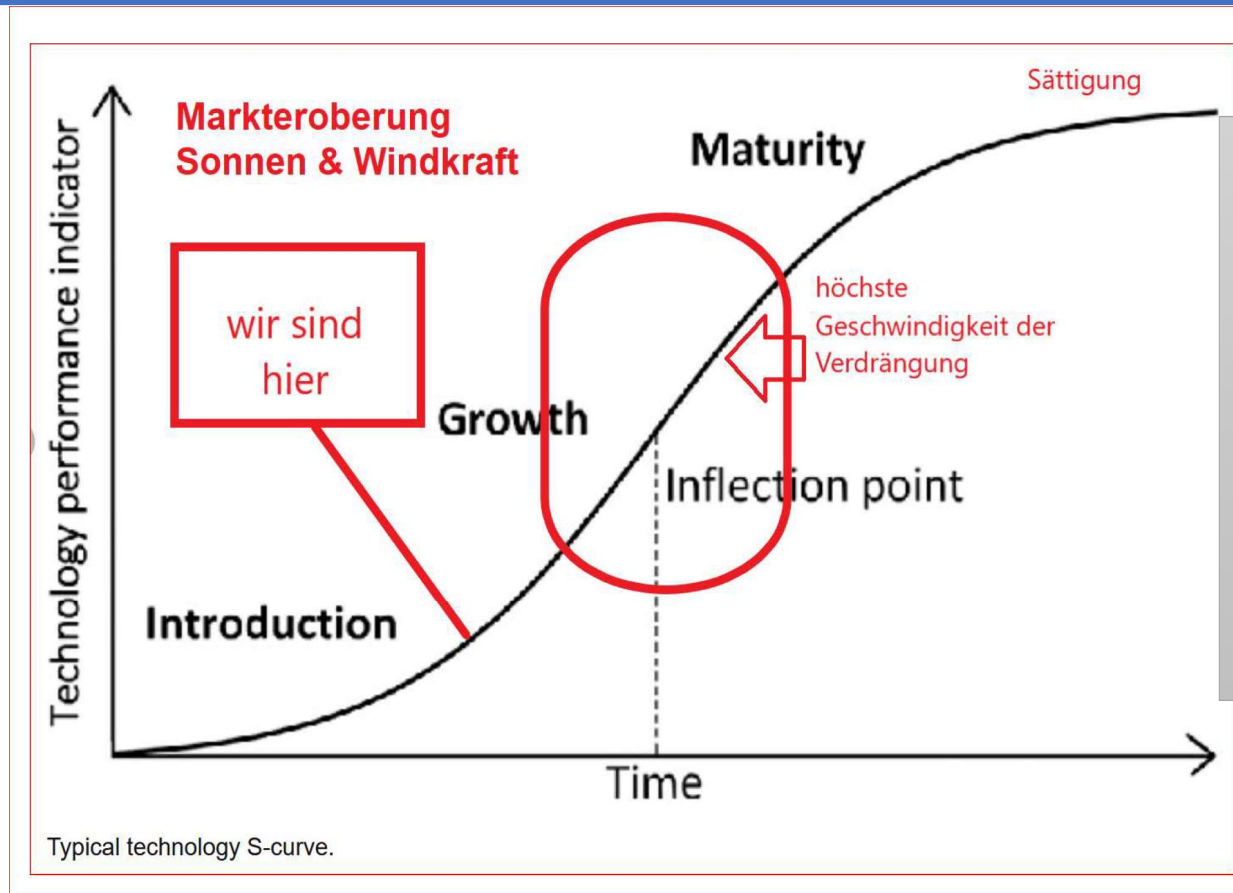 Sättigung
Markteroberung
Sonnen & Windkraft
Maturity
wir sind
hier
höchste
Geschwindigkeit der
Verdrängung
Growth
Inflection point
Introduction
Technology performance indicator
Time
Typical technology S-curve.